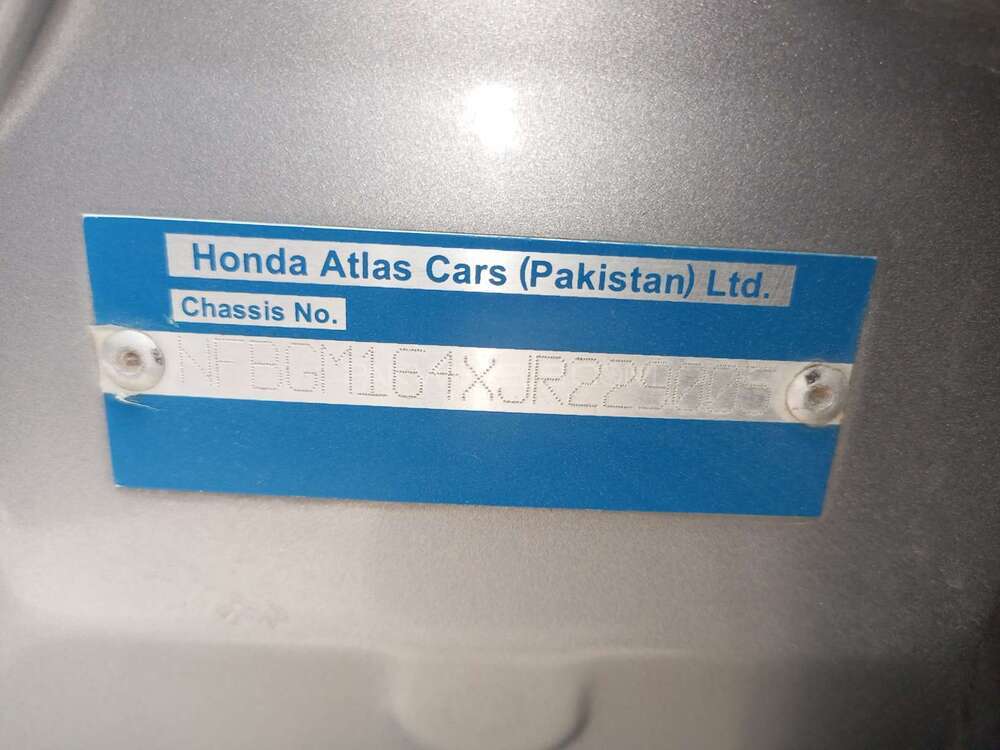 Honda Atlas Cars (Pakistan) Ltd.
Chassis No.
NFBGM164XJR229005